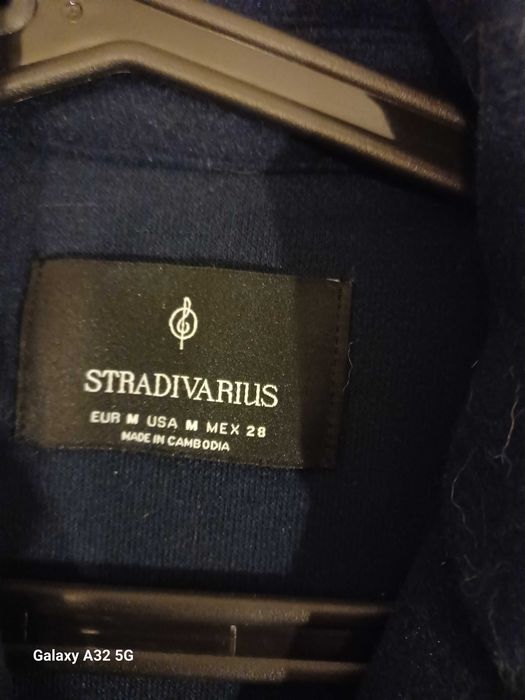 STRADIVARIUS
EUR M USA M MEX 28
MADE IN CAMBODIA
Galaxy A32 5G